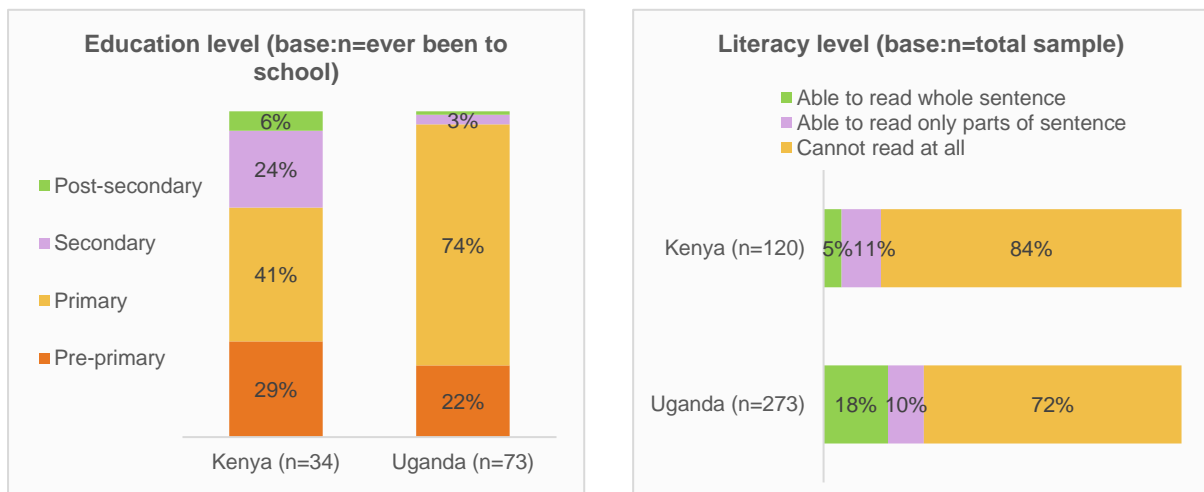 Education level (base:n=ever been to
school)
Post-secondary
Secondary
Primary
Pre-primary
6%
24%
41%
29%
3%
74%
22%
Kenya (n=34)
Uganda (n=73)
Literacy level (base:n=total sample)
Able to read whole sentence
Able to read only parts of sentence
Cannot read at all
Kenya (n=120)
5% 11% 84%
Uganda (n=273)
18% 10% 72%